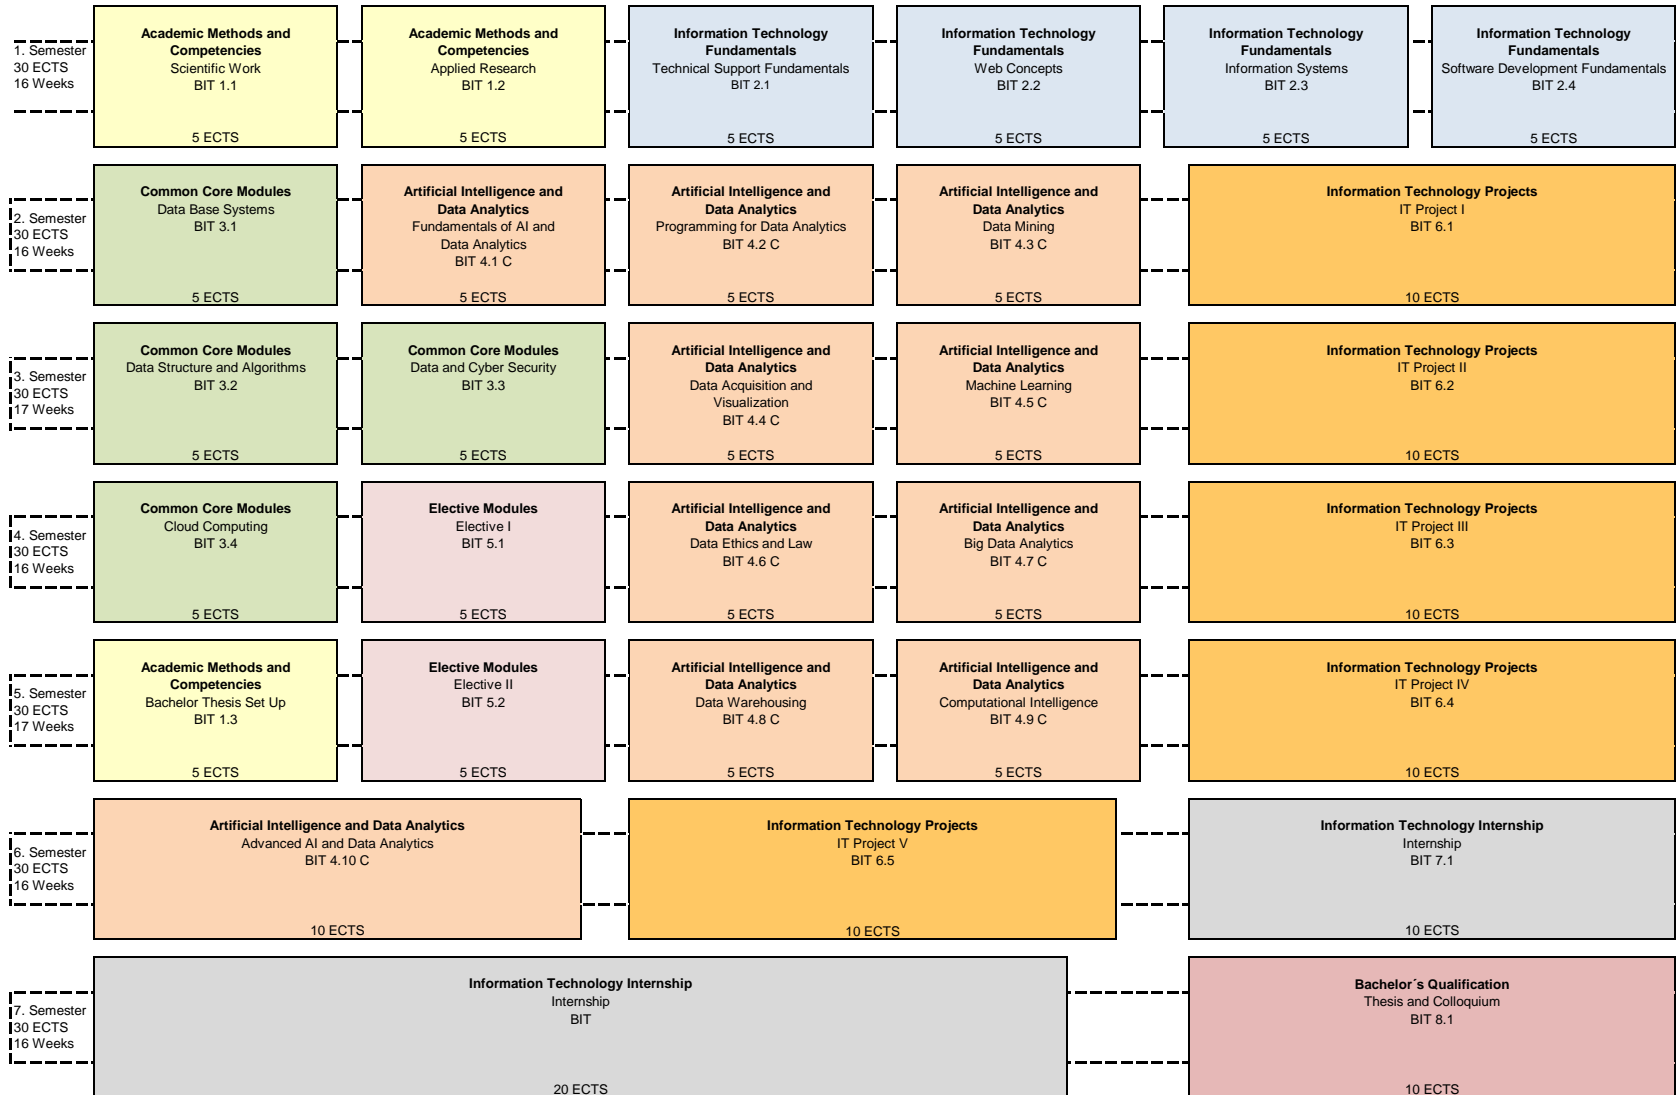 1. Semester
30 ECTS
16 Weeks
Academic Methods and
Competencies
Scientific Work
BIT 1.1
5 ECTS
Academic Methods and
Competencies
Applied Research
BIT 1.2
5 ECTS
Information Technology
Fundamentals
Technical Support Fundamentals
BIT 2.1
5 ECTS
Information Technology
Fundamentals
Web Concepts
BIT 2.2
5 ECTS
Information Technology
Fundamentals
Information Systems
BIT 2.3
5 ECTS
Information Technology
Fundamentals
Software Development Fundamentals
BIT 2.4
5 ECTS
2. Semester
30 ECTS
16 Weeks
Common Core Modules
Data Base Systems
BIT 3.1
5 ECTS
Artificial Intelligence and
Data Analytics
Fundamentals of AI and
Data Analytics
BIT 4.1 C
5 ECTS
Artificial Intelligence and
Data Analytics
Programming for Data Analytics
BIT 4.2 C
5 ECTS
Artificial Intelligence and
Data Analytics
Data Mining
BIT 4.3 C
5 ECTS
Information Technology Projects
IT Project I
BIT 6.1
10 ECTS
3. Semester
30 ECTS
17 Weeks
Common Core Modules
Data Structure and Algorithms
BIT 3.2
5 ECTS
Common Core Modules
Data and Cyber Security
BIT 3.3
5 ECTS
Artificial Intelligence and
Data Analytics
Data Acquisition and
Visualization
BIT 4.4 C
5 ECTS
Artificial Intelligence and
Data Analytics
Machine Learning
BIT 4.5 C
5 ECTS
Information Technology Projects
IT Project II
BIT 6.2
10 ECTS
4. Semester
30 ECTS
16 Weeks
Common Core Modules
Cloud Computing
BIT 3.4
5 ECTS
Elective Modules
Elective I
BIT 5.1
5 ECTS
Artificial Intelligence and
Data Analytics
Data Ethics and Law
BIT 4.6 C
5 ECTS
Artificial Intelligence and
Data Analytics
Big Data Analytics
BIT 4.7 C
5 ECTS
Information Technology Projects
IT Project III
BIT 6.3
10 ECTS
5. Semester
30 ECTS
17 Weeks
Academic Methods and
Competencies
Bachelor Thesis Set Up
BIT 1.3
5 ECTS
Elective Modules
Elective II
BIT 5.2
5 ECTS
Artificial Intelligence and
Data Analytics
Data Warehousing
BIT 4.8 C
5 ECTS
Artificial Intelligence and
Data Analytics
Computational Intelligence
BIT 4.9 C
5 ECTS
Information Technology Projects
IT Project IV
BIT 6.4
10 ECTS
6. Semester
30 ECTS
16 Weeks
Artificial Intelligence and Data Analytics
Advanced AI and Data Analytics
BIT 4.10 C
10 ECTS
Information Technology Projects
IT Project V
BIT 6.5
10 ECTS
Information Technology Internship
Internship
BIT 7.1
10 ECTS
7. Semester
30 ECTS
16 Weeks
Information Technology Internship
Internship
BIT
20 ECTS
Bachelor´s Qualification
Thesis and Colloquium
BIT 8.1
10 ECTS